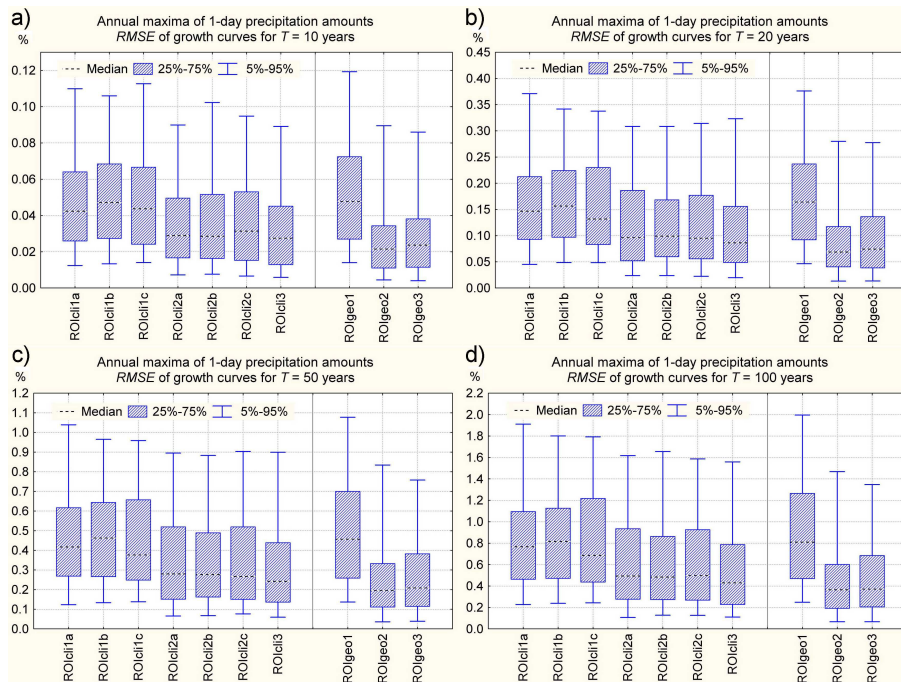 a)
Annual maxima of 1-day precipitation amounts
RMSE of growth curves for T = 10 years
%
0.12
0.10
0.08
0.06
0.04
0.02
0.00
Median 25%-75% 5%-95%
ROIcli1a
ROIcli1b
ROIcli1c
ROIcli2a
ROIcli2b
ROIcli2c
ROIcli3
ROIgeo1
ROIgeo2
ROIgeo3
b)
Annual maxima of 1-day precipitation amounts
RMSE of growth curves for T = 20 years
%
0.45
0.40
0.35
0.30
0.25
0.20
0.15
0.10
0.05
0.00
Median 25%-75% 5%-95%
ROIcli1a
ROIcli1b
ROIcli1c
ROIcli2a
ROIcli2b
ROIcli2c
ROIcli3
ROIgeo1
ROIgeo2
ROIgeo3
c)
Annual maxima of 1-day precipitation amounts
RMSE of growth curves for T = 50 years
%
1.2
1.1
1.0
0.9
0.8
0.7
0.6
0.5
0.4
0.3
0.2
0.1
0.0
Median 25%-75% 5%-95%
ROIcli1a
ROIcli1b
ROIcli1c
ROIcli2a
ROIcli2b
ROIcli2c
ROIcli3
ROIgeo1
ROIgeo2
ROIgeo3
d)
Annual maxima of 1-day precipitation amounts
RMSE of growth curves for T = 100 years
%
2.2
2.0
1.8
1.6
1.4
1.2
1.0
0.8
0.6
0.4
0.2
0.0
Median 25%-75% 5%-95%
ROIcli1a
ROIcli1b
ROIcli1c
ROIcli2a
ROIcli2b
ROIcli2c
ROIcli3
ROIgeo1
ROIgeo2
ROIgeo3